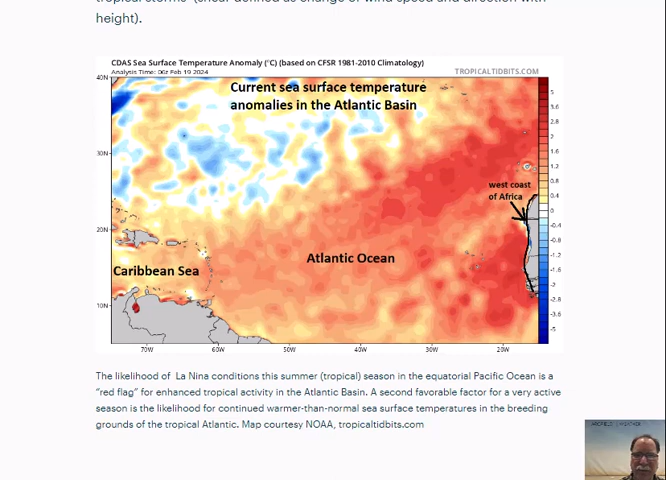 tropical storms" (shear defined as change of wind speed and direction with
height).
CDAS Sea Surface Temperature Anomaly (°C) (based on CFSR 1981-2010 Climatology)
Analysis Time: 06z Feb 19 2024
TROPICALTIDBITS.COM
40N
Current sea surface temperature
anomalies in the Atlantic Basin
30N
west coast
of Africa
20N
Atlantic Ocean
Caribbean Sea
10N
70W 60W 50W 40W 30W 20W
5
3.6
2.8
2
1.6
1.2
0.8
0.4
0.2
0
-0.4
-0.8
-1.2
-1.6
-2
-2.8
-3.6
-5
The likelihood of La Nina conditions this summer (tropical) season in the equatorial Pacific Ocean is a
“red flag” for enhanced tropical activity in the Atlantic Basin. A second favorable factor for a very active
season is the likelihood for continued warmer-than-normal sea surface temperatures in the breeding
grounds of the tropical Atlantic. Map courtesy NOAA, tropicaltidbits.com